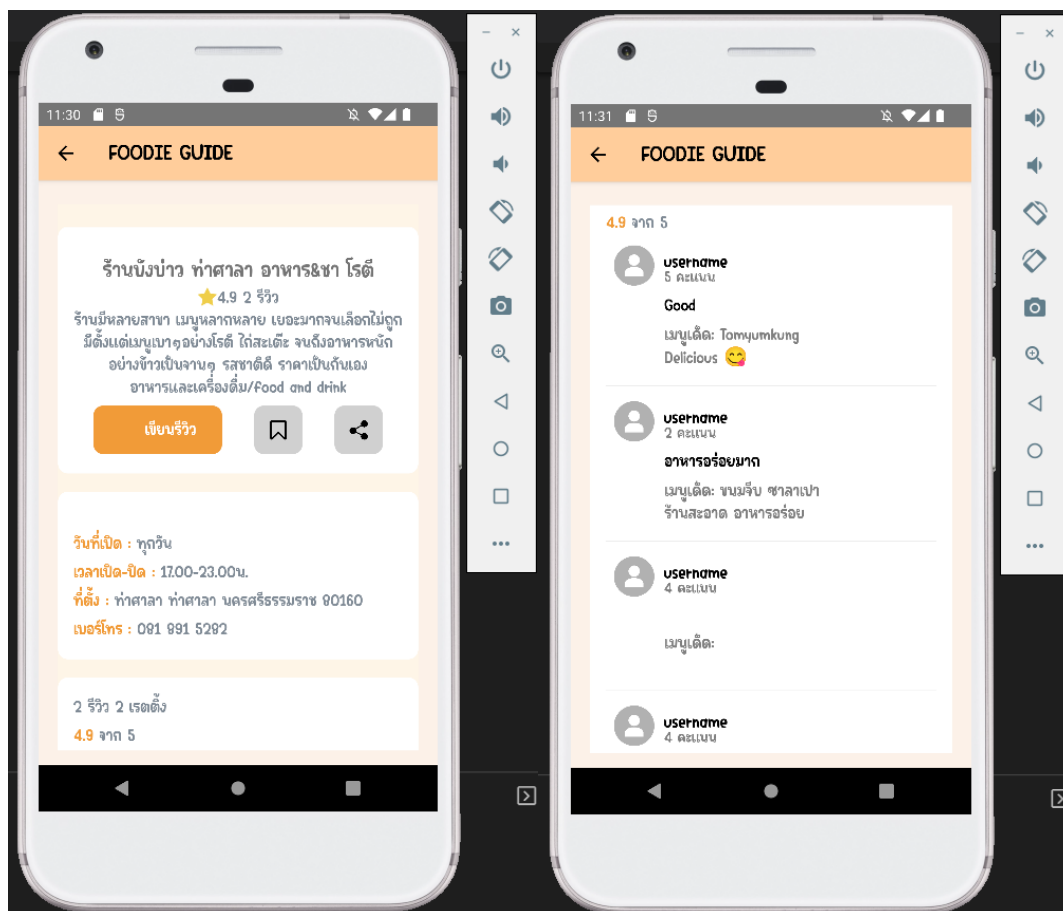 11:30
FOODIE GUIDE
ร้านบังบ่าว ท่าศาลา อาหาร&ชา โรตี
4.9 2 รีวิว
ร้านมีหลายสาขา เมนูหลากหลาย เยอะมากจนเลือกไม่ถูก
มีตั้งแต่เมนูเบาๆอย่างโรตี ไก่สะเต๊ะ จนถึงอาหารหนัก
อย่างข้าวเป็นจานๆ รสชาติดี ราคาเป็นกันเอง
อาหารและเครื่องดื่ม/Food and drink
เขียนรีวิว
วันที่เปิด : ทุกวัน
เวลาเปิด-ปิด : 17.00-23.00น.
ที่ตั้ง : ท่าศาลา ท่าศาลา นครศรีธรรมราช 80160
เบอร์โทร : 081 891 5282
2 รีวิว 2 เรตติ้ง
4.9 จาก 5
11:31
FOODIE GUIDE
4.9 จาก 5
username
5 คะแนน
Good
เมนูเด็ด: Tomyumkung
Delicious 😋
username
2 คะแนน
อาหารอร่อยมาก
เมนูเด็ด: ขนมจีบ ซาลาเปา
ร้านสะอาด อาหารอร่อย
username
4 คะแนน
เมนูเด็ด:
username
4 คะแนน